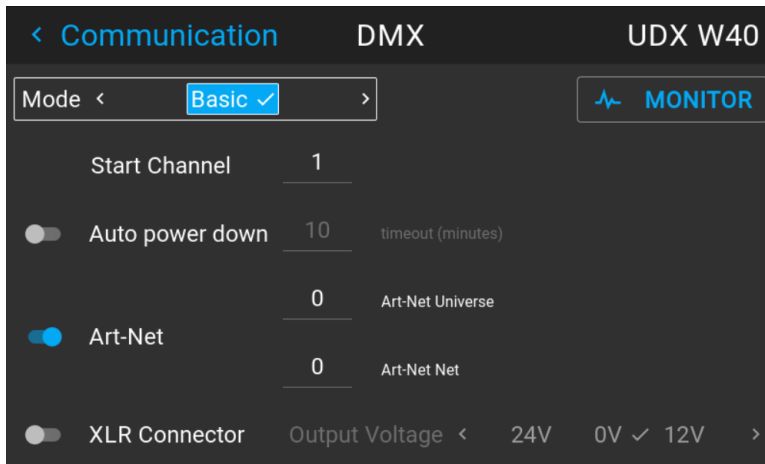 Communication DMX UDX W40
Mode Basic MONITOR
Start Channel 1
Auto power down 10 timeout (minutes)
0 Art-Net Universe
Art-Net
0 Art-Net Net
XLR Connector Output Voltage 24V 0V 12V